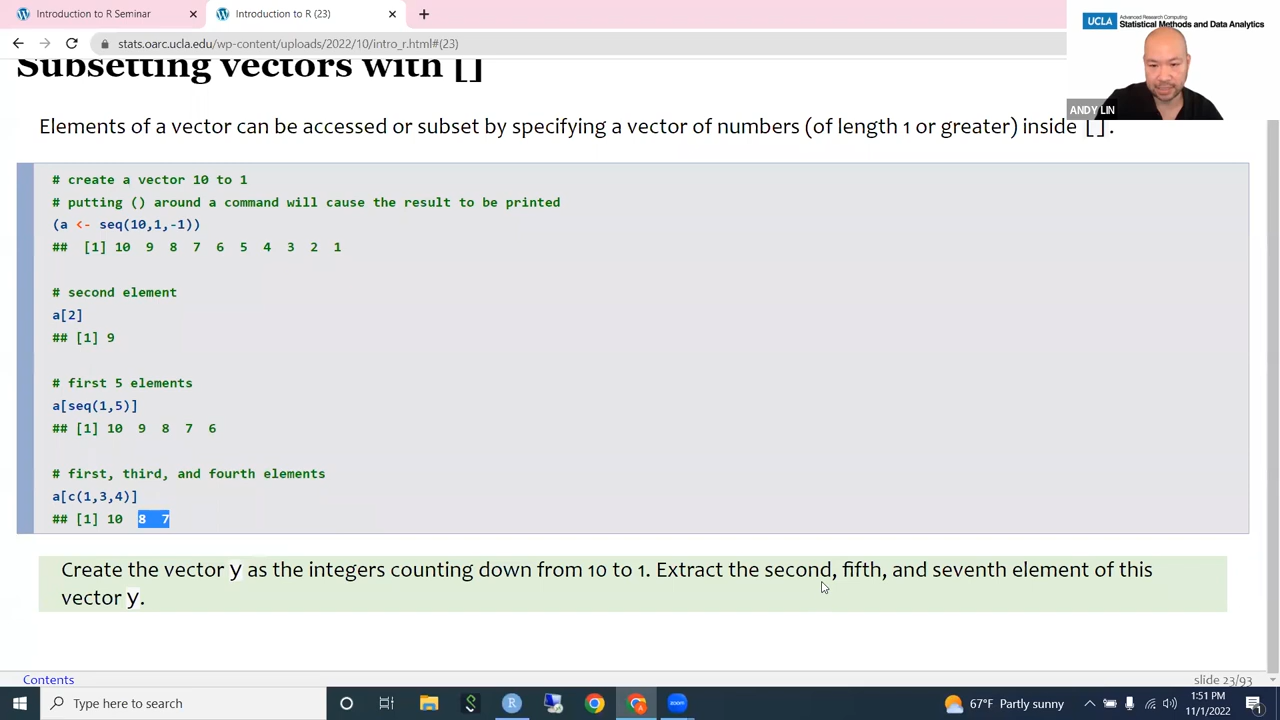 Introduction to R Seminar
Introduction to R (23)
stats.oarc.ucla.edu/wp-content/uploads/2022/10/intro_r.html#(23)
UCLA
Advanced Research Computing
Statistical Methods and Data Analytics
ANDY LIN
Subsetting vectors with []
Elements of a vector can be accessed or subset by specifying a vector of numbers (of length 1 or greater) inside [].
# create a vector 10 to 1
# putting () around a command will cause the result to be printed
(a <- seq(10,1,-1))
##  [1] 10  9  8  7  6  5  4  3  2  1
# second element
a[2]
## [1] 9
# first 5 elements
a[seq(1,5)]
## [1] 10  9  8  7  6
# first, third, and fourth elements
a[c(1,3,4)]
## [1] 10  8  7
Create the vector y as the integers counting down from 10 to 1. Extract the second, fifth, and seventh element of this
vector y.
Contents
slide 23/93
Type here to search
zoom
67°F Partly sunny
1:51 PM
11/1/2022